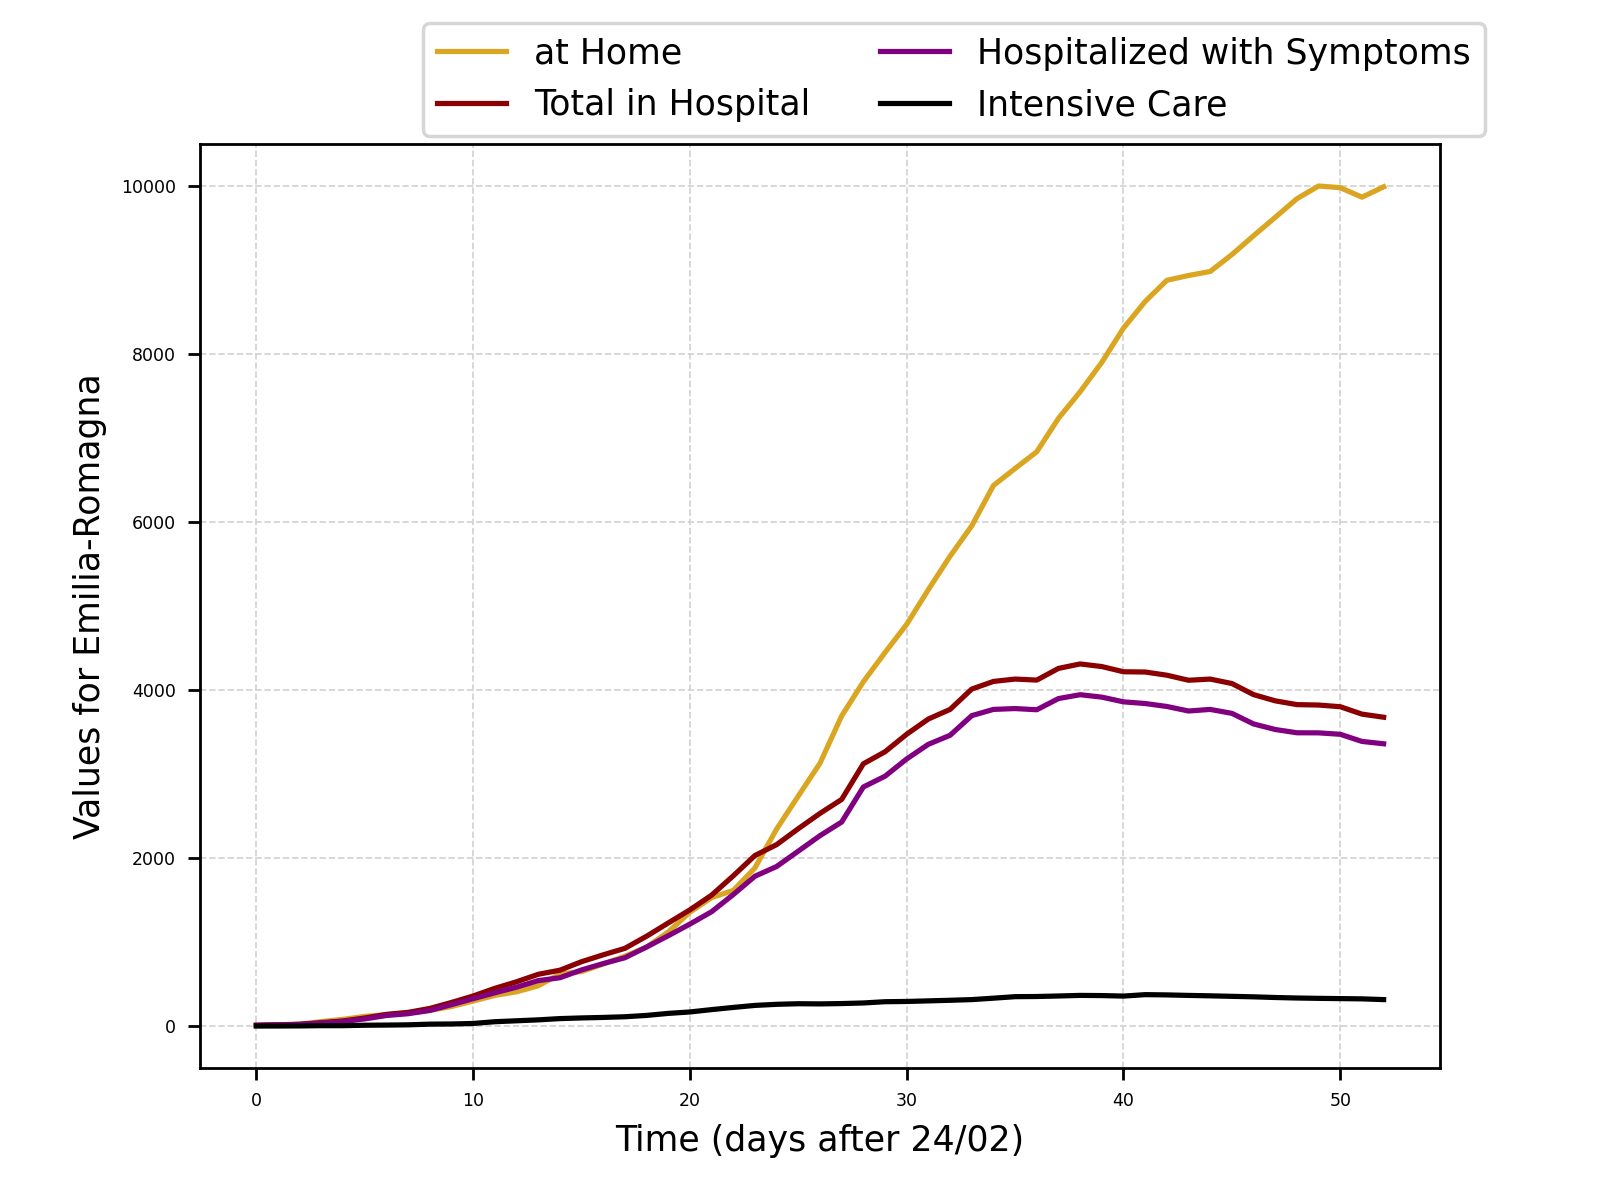 at Home
Total in Hospital
Hospitalized with Symptoms
Intensive Care
Values for Emilia-Romagna
10000
8000
6000
4000
2000
0
0 10 20 30 40 50
Time (days after 24/02)